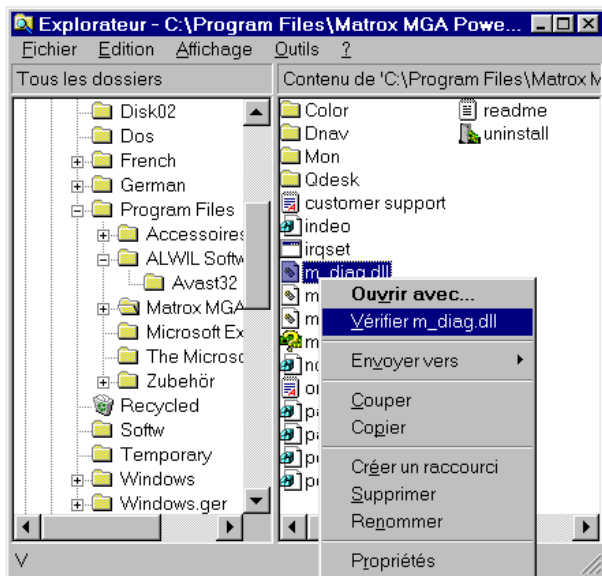 Explorateur - C:\Program Files\Matrox MGA Powe...
Fichier Edition Affichage Outils ?
Tous les dossiers
Contenu de 'C:\Program Files\Matrox M
Disk02
Dos
French
German
Program Files
Accessoires
ALWIL Softw
Avast32
Matrox MGA
Microsoft Ex
The Microso
Zubehör
Recycled
Softw
Temporary
Windows
Windows.ger
Color
Dnav
Mon
Qdesk
customer support
indeo
irqset
m_diag.dll
readme
uninstall
Ouvrir avec...
Vérifier m_diag.dll
Envoyer vers
Couper
Copier
Créer un raccourci
Supprimer
Renommer
Propriétés
V